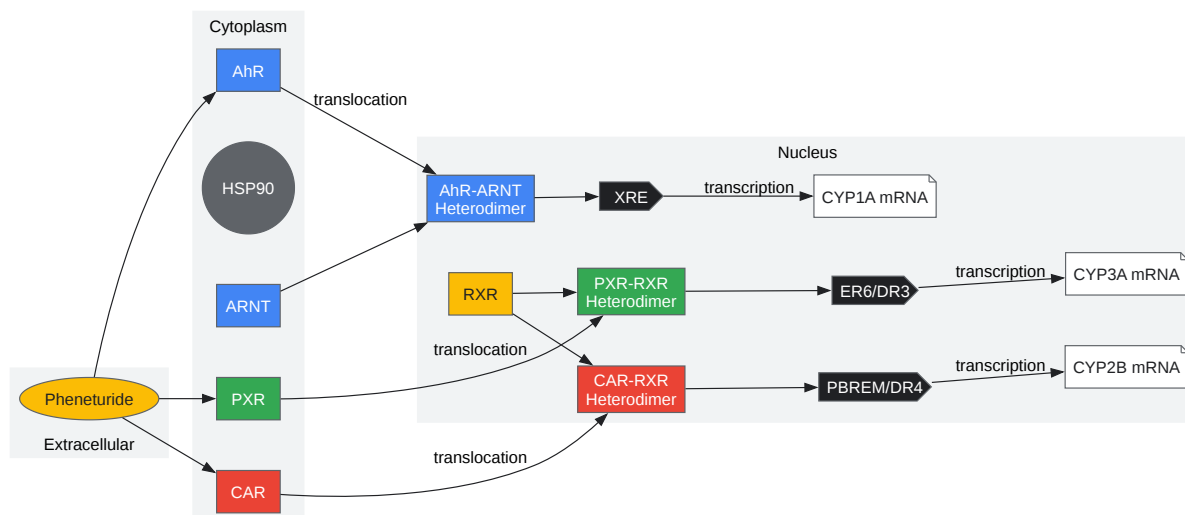 Cytoplasm
AhR
translocation
HSP90
Nucleus
AhR-ARNT
Heterodimer
XRE
transcription
CYP1A mRNA
ARNT
RXR
PXR-RXR
Heterodimer
ER6/DR3
transcription
CYP3A mRNA
translocation
CAR-RXR
Heterodimer
PBREM/DR4
transcription
CYP2B mRNA
Pheneturide
Extracellular
PXR
translocation
CAR